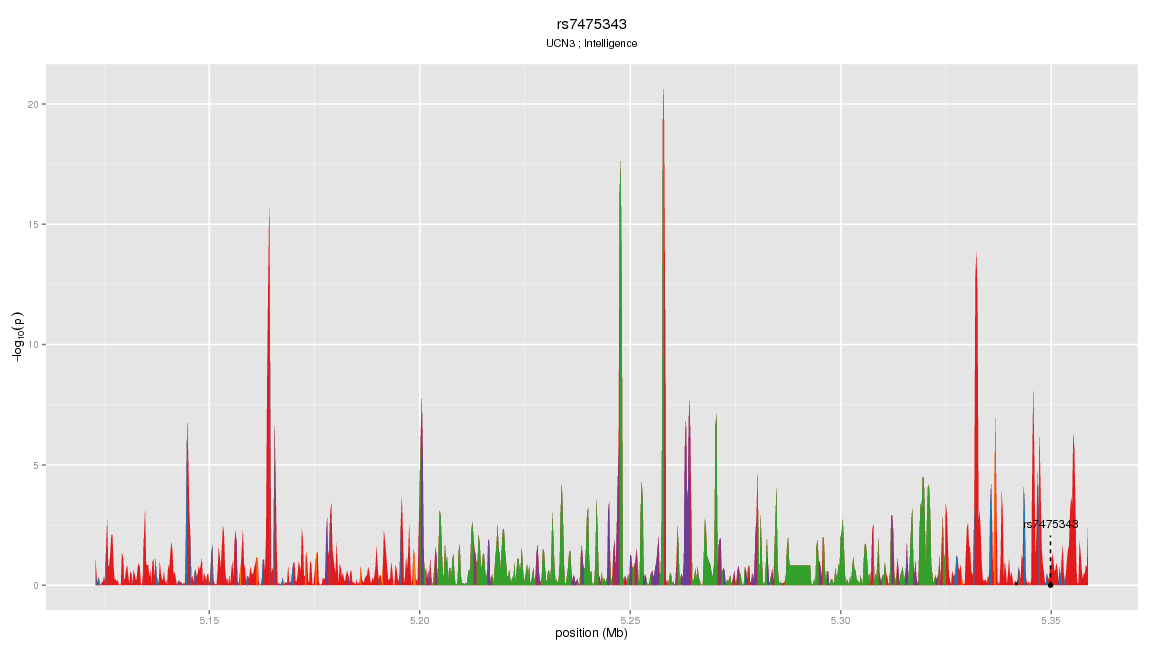 rs7475343
UCN3 ; Intelligence
20
15
10
5
0
−log10(p)
rs7475343
5.15
5.20
5.25
5.30
5.35
position (Mb)